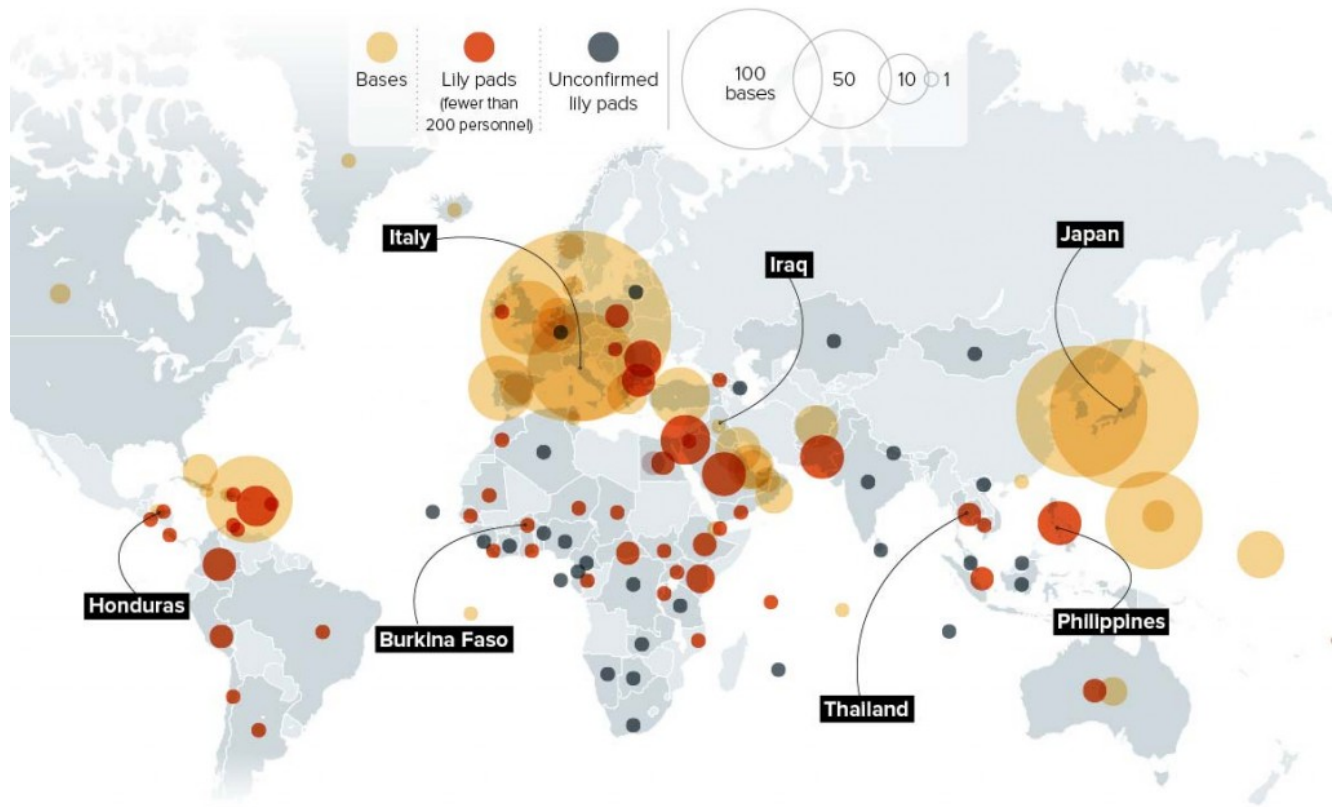 Bases
Lily pads
(fewer than
200 personnel)
Unconfirmed
lily pads
100
bases
50
10
1
Italy
Iraq
Japan
Honduras
Burkina Faso
Thailand
Philippines